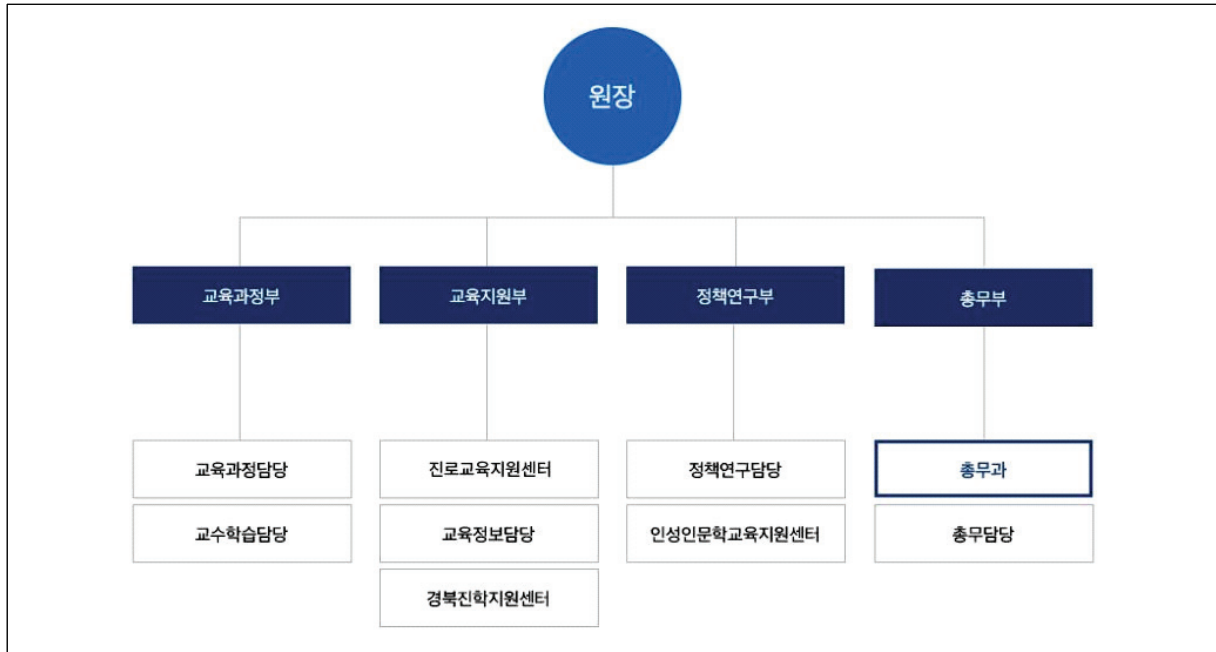 원장
교육과정부
교육지원부
정책연구부
총무부
교육과정담당
진로교육지원센터
정책연구담당
총무과
교수학습담당
교육정보담당
인성인문학교육지원센터
총무담당
경북진학지원센터